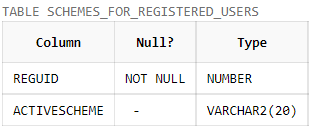 TABLE SCHEMES_FOR_REGISTERED_USERS
Column Null? Type
REGUID NOT NULL NUMBER
ACTIVESCHEME - VARCHAR2(20)